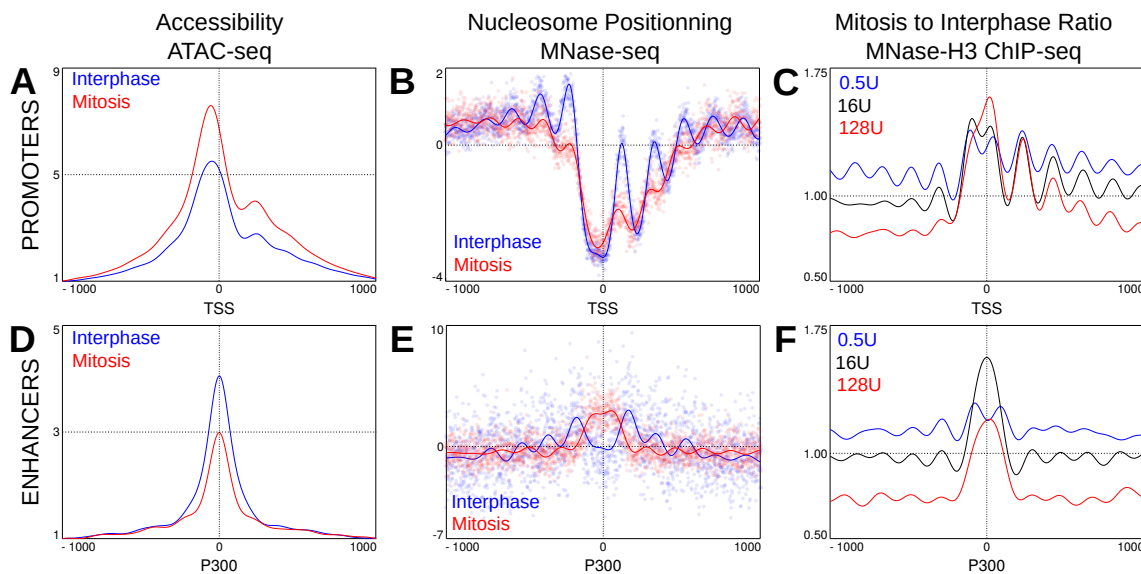 Accessibility
ATAC-seq
Nucleosome Positionning
MNase-seq
Mitosis to Interphase Ratio
MNase-H3 ChIP-seq
PROMOTERS
A
9
5
1
Interphase
Mitosis
- 1000
0
1000
TSS
B
2
0
-4
Interphase
Mitosis
- 1000
0
1000
TSS
C
1.75
1.00
0.50
0.5U
16U
128U
- 1000
0
1000
TSS
ENHANCERS
D
5
3
1
Interphase
Mitosis
- 1000
0
1000
P300
E
10
0
-7
Interphase
Mitosis
- 1000
0
1000
P300
F
1.75
1.00
0.50
0.5U
16U
128U
- 1000
0
1000
P300